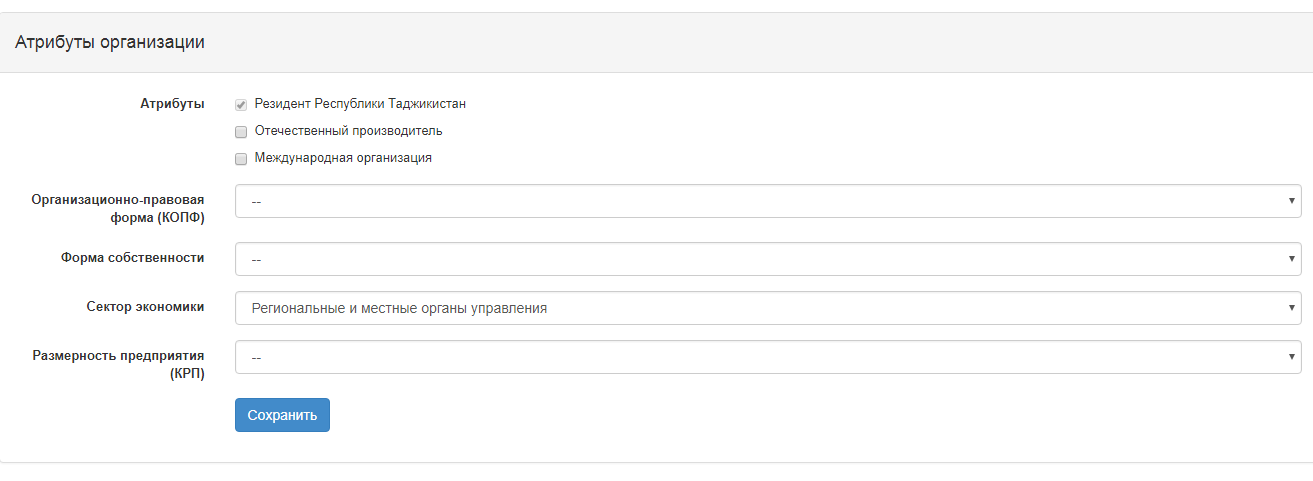 Атрибуты организации
Атрибуты
Резидент Республики Таджикистан
Отечественный производитель
Международная организация
Организационно-правовая
форма (КОПФ)
--
Форма собственности
--
Сектор экономики
Региональные и местные органы управления
Размерность предприятия
(КРП)
--
Сохранить